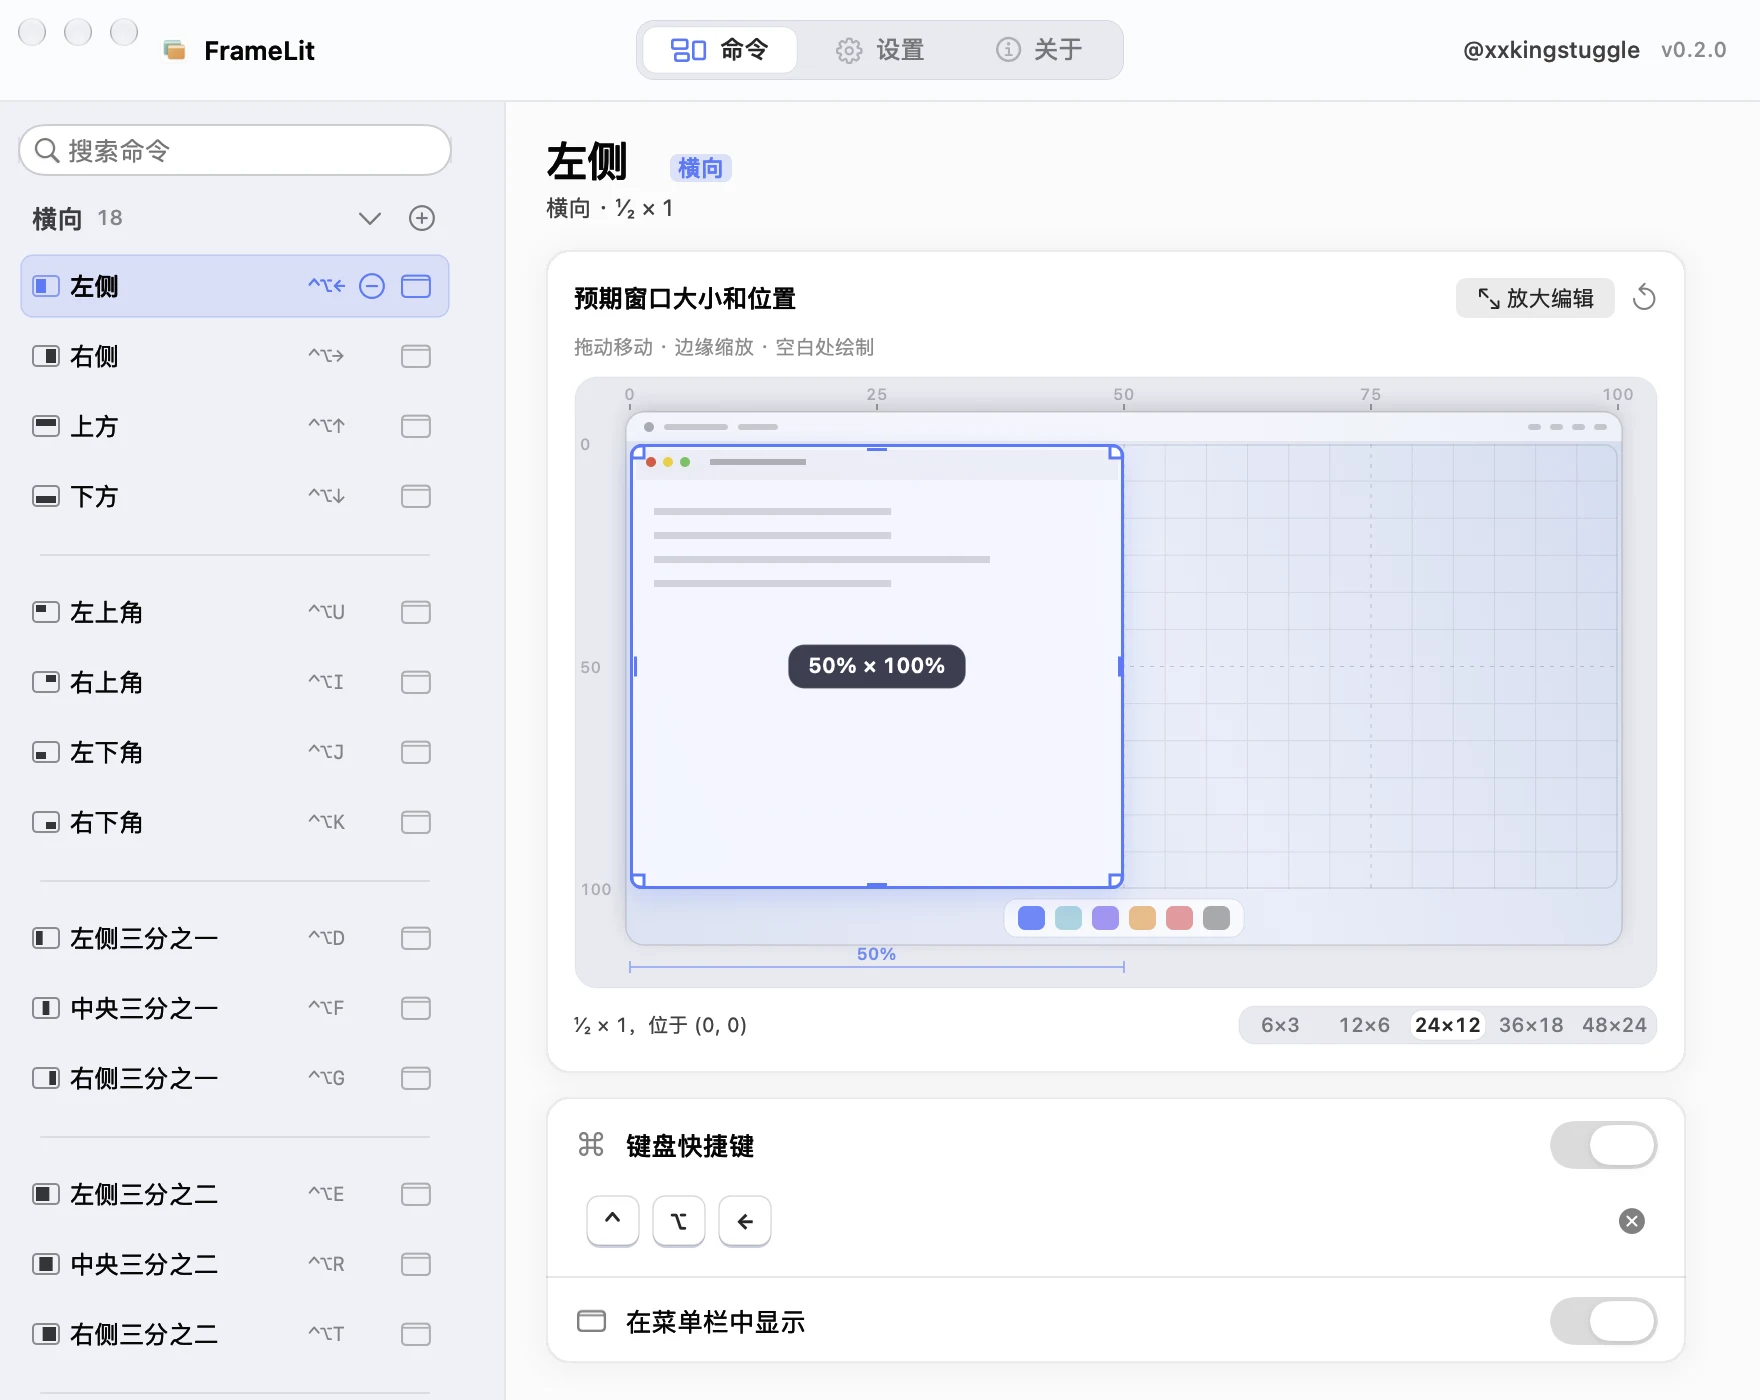 FrameLit
命令
设置
关于
@xxkingstuggle v0.2.0
搜索命令
横向 18
左侧 ^⌥←
右侧 ^⌥→
上方 ^⌥↑
下方 ^⌥↓
左上角 ^⌥U
右上角 ^⌥I
左下角 ^⌥J
右下角 ^⌥K
左侧三分之一 ^⌥D
中央三分之一 ^⌥F
右侧三分之一 ^⌥G
左侧三分之二 ^⌥E
中央三分之二 ^⌥R
右侧三分之二 ^⌥T
左侧 横向
横向 · ½ × 1
预期窗口大小和位置
放大编辑
拖动移动 · 边缘缩放 · 空白处绘制
0 25 50 75 100
0
50
100
50% × 100%
50%
½ × 1，位于 (0, 0)
6×3 12×6 24×12 36×18 48×24
⌘ 键盘快捷键
^ ⌥ ←
在菜单栏中显示